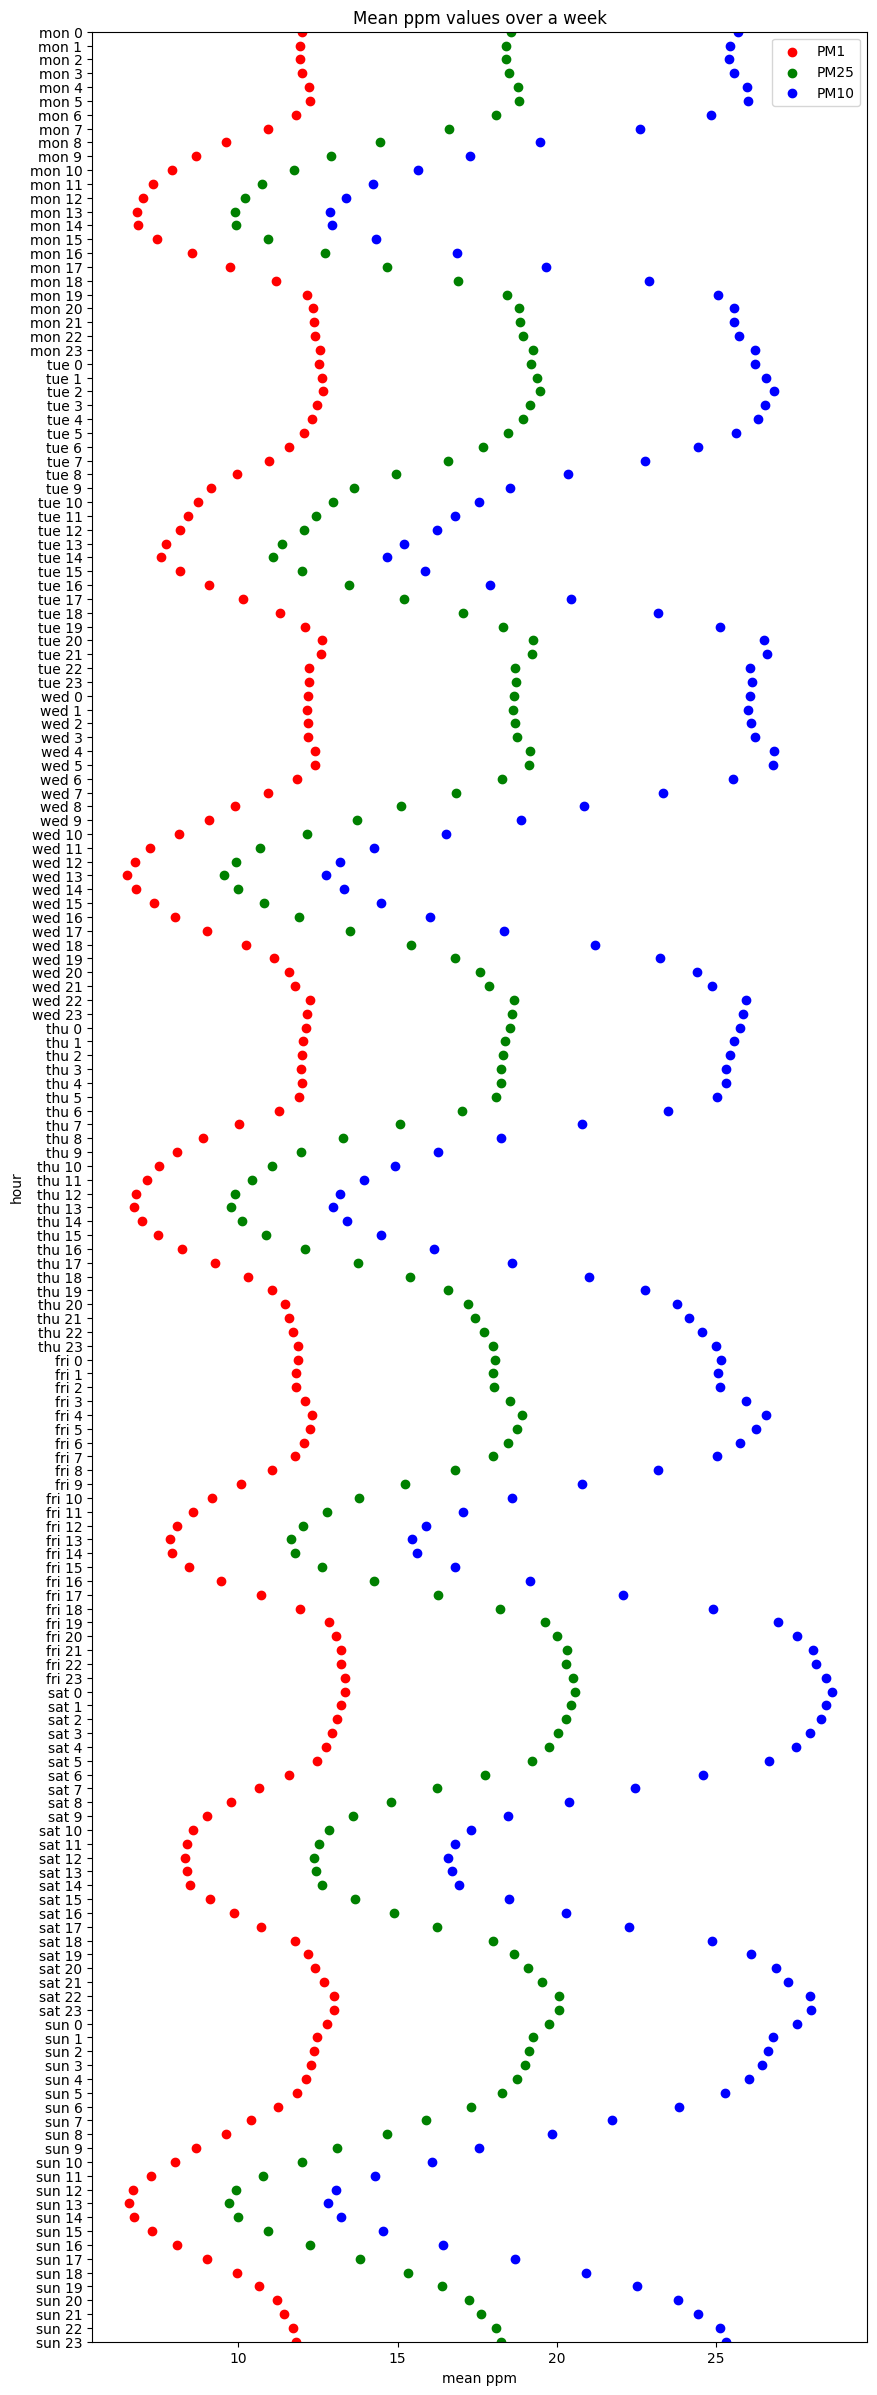 Mean ppm values over a week
PM1
PM25
PM10
mon 0
mon 1
mon 2
mon 3
mon 4
mon 5
mon 6
mon 7
mon 8
mon 9
mon 10
mon 11
mon 12
mon 13
mon 14
mon 15
mon 16
mon 17
mon 18
mon 19
mon 20
mon 21
mon 22
mon 23
tue 0
tue 1
tue 2
tue 3
tue 4
tue 5
tue 6
tue 7
tue 8
tue 9
tue 10
tue 11
tue 12
tue 13
tue 14
tue 15
tue 16
tue 17
tue 18
tue 19
tue 20
tue 21
tue 22
tue 23
wed 0
wed 1
wed 2
wed 3
wed 4
wed 5
wed 6
wed 7
wed 8
wed 9
wed 10
wed 11
wed 12
wed 13
wed 14
wed 15
wed 16
wed 17
wed 18
wed 19
wed 20
wed 21
wed 22
wed 23
thu 0
thu 1
thu 2
thu 3
thu 4
thu 5
thu 6
thu 7
thu 8
thu 9
thu 10
thu 11
thu 12
thu 13
thu 14
thu 15
thu 16
thu 17
thu 18
thu 19
thu 20
thu 21
thu 22
thu 23
fri 0
fri 1
fri 2
fri 3
fri 4
fri 5
fri 6
fri 7
fri 8
fri 9
fri 10
fri 11
fri 12
fri 13
fri 14
fri 15
fri 16
fri 17
fri 18
fri 19
fri 20
fri 21
fri 22
fri 23
sat 0
sat 1
sat 2
sat 3
sat 4
sat 5
sat 6
sat 7
sat 8
sat 9
sat 10
sat 11
sat 12
sat 13
sat 14
sat 15
sat 16
sat 17
sat 18
sat 19
sat 20
sat 21
sat 22
sat 23
sun 0
sun 1
sun 2
sun 3
sun 4
sun 5
sun 6
sun 7
sun 8
sun 9
sun 10
sun 11
sun 12
sun 13
sun 14
sun 15
sun 16
sun 17
sun 18
sun 19
sun 20
sun 21
sun 22
sun 23
hour
10 15 20 25
mean ppm